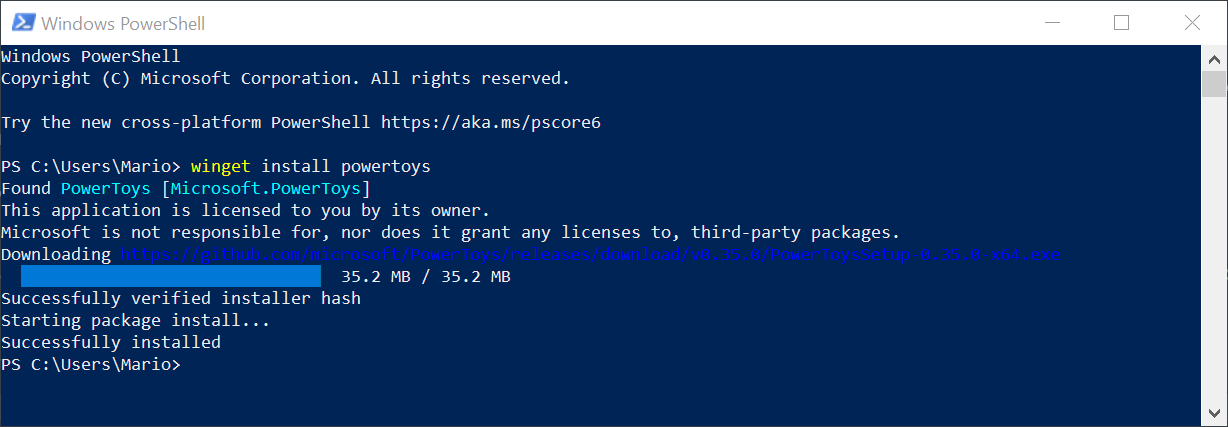 Windows PowerShell
Windows PowerShell
Copyright (C) Microsoft Corporation. All rights reserved.
Try the new cross-platform PowerShell https://aka.ms/pscore6
PS C:\Users\Mario> winget install powertoys
Found PowerToys [Microsoft.PowerToys]
This application is licensed to you by its owner.
Microsoft is not responsible for, nor does it grant any licenses to, third-party packages.
Downloading https://github.com/microsoft/PowerToys/releases/download/v0.35.0/PowerToysSetup-0.35.0-x64.exe
35.2 MB / 35.2 MB
Successfully verified installer hash
Starting package install...
Successfully installed
PS C:\Users\Mario>